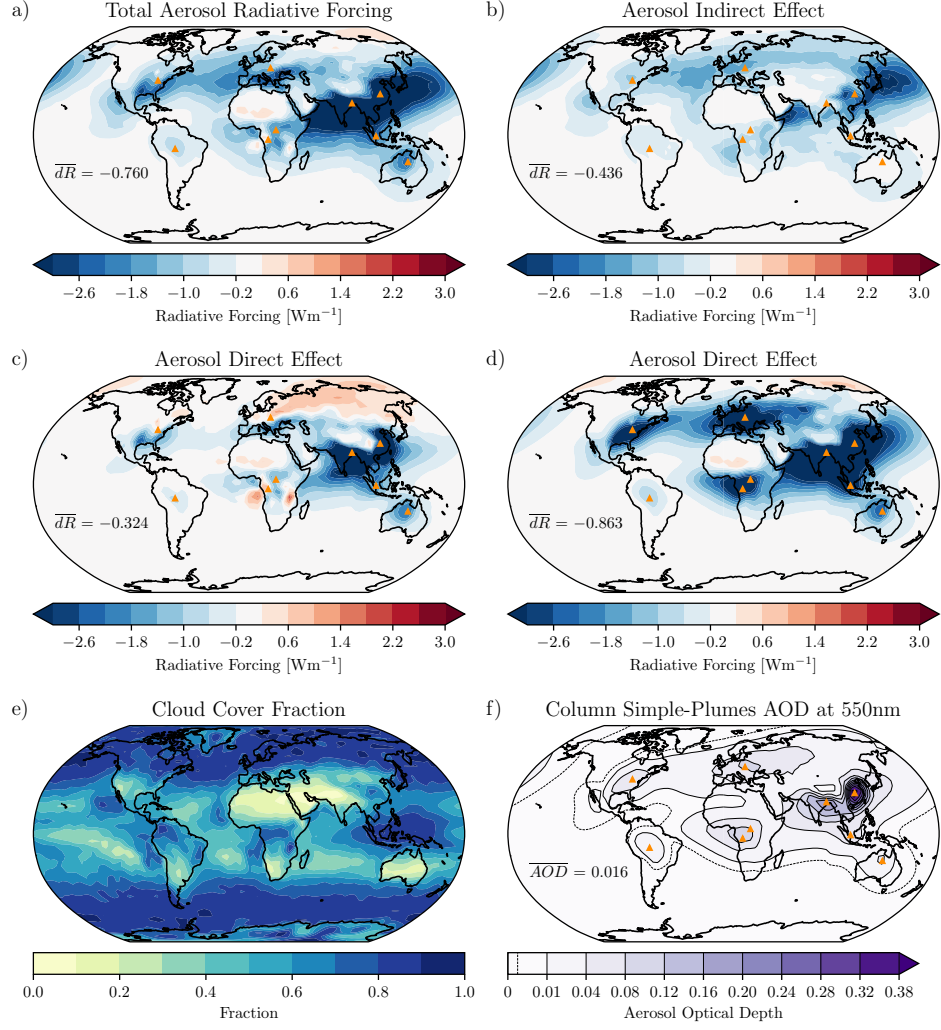 a) Total Aerosol Radiative Forcing
b) Aerosol Indirect Effect
dR = −0.760
dR = −0.436
−2.6 −1.8 −1.0 −0.2 0.6 1.4 2.2 3.0
Radiative Forcing [Wm−1]
−2.6 −1.8 −1.0 −0.2 0.6 1.4 2.2 3.0
Radiative Forcing [Wm−1]
c) Aerosol Direct Effect
d) Aerosol Direct Effect
dR = −0.324
dR = −0.863
−2.6 −1.8 −1.0 −0.2 0.6 1.4 2.2 3.0
Radiative Forcing [Wm−1]
−2.6 −1.8 −1.0 −0.2 0.6 1.4 2.2 3.0
Radiative Forcing [Wm−1]
e) Cloud Cover Fraction
f) Column Simple-Plumes AOD at 550nm
AOD = 0.016
0.0 0.2 0.4 0.6 0.8 1.0
Fraction
0 0.01 0.04 0.08 0.12 0.16 0.20 0.24 0.28 0.32 0.38
Aerosol Optical Depth